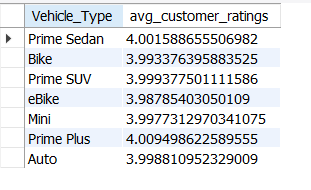 Vehicle_Type avg_customer_ratings
Prime Sedan 4.001588655506982
Bike 3.993376395883525
Prime SUV 3.999377501111586
eBike 3.98785403050109
Mini 3.9977312970341075
Prime Plus 4.009498622589555
Auto 3.998810952329009